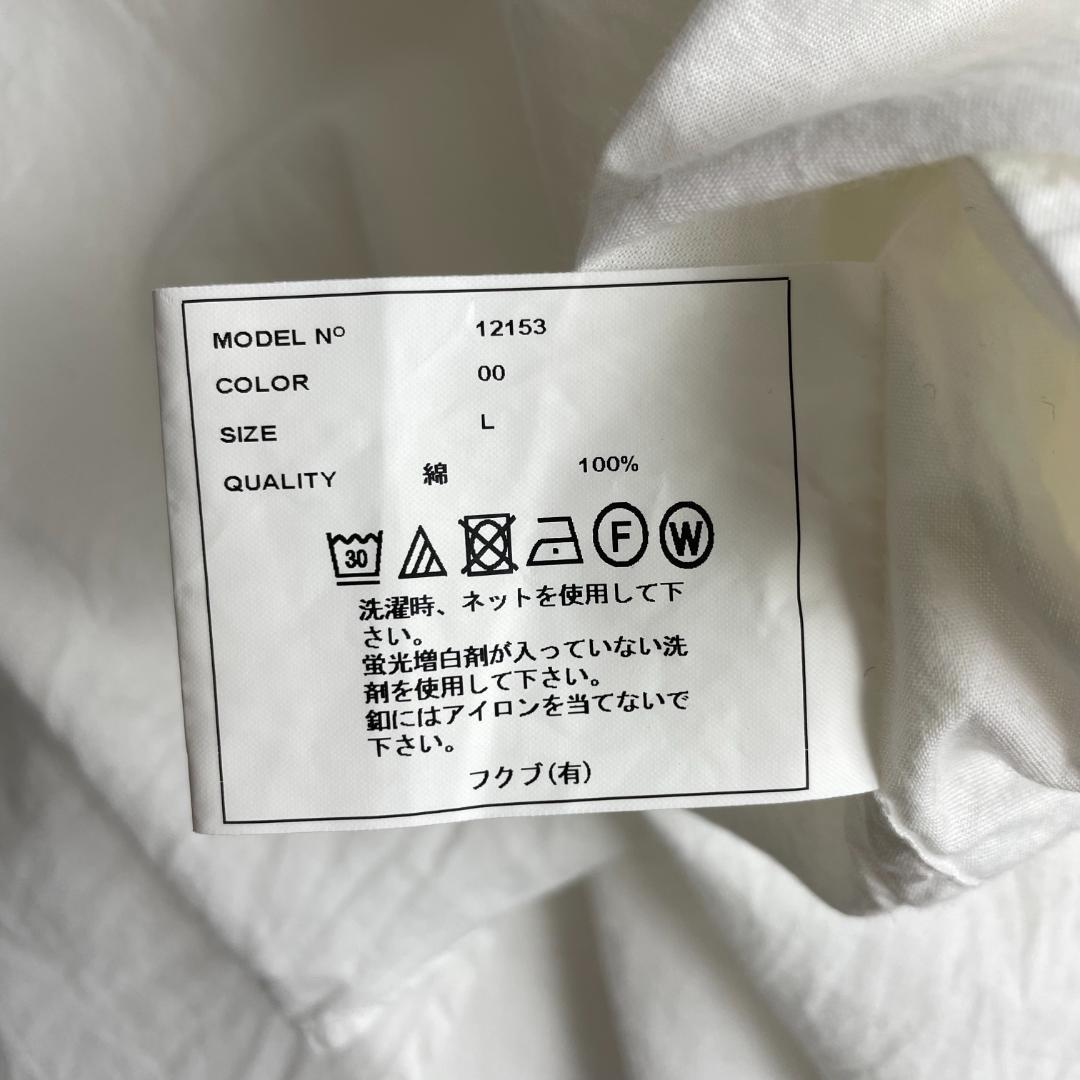 MODEL Nº 12153
COLOR 00
SIZE L
QUALITY 綿 100%
30
F W
洗濯時、ネットを使用して下
さい。
蛍光増白剤が入っていない洗
剤を使用して下さい。
釦にはアイロンを当てないで
下さい。
フクブ(有)